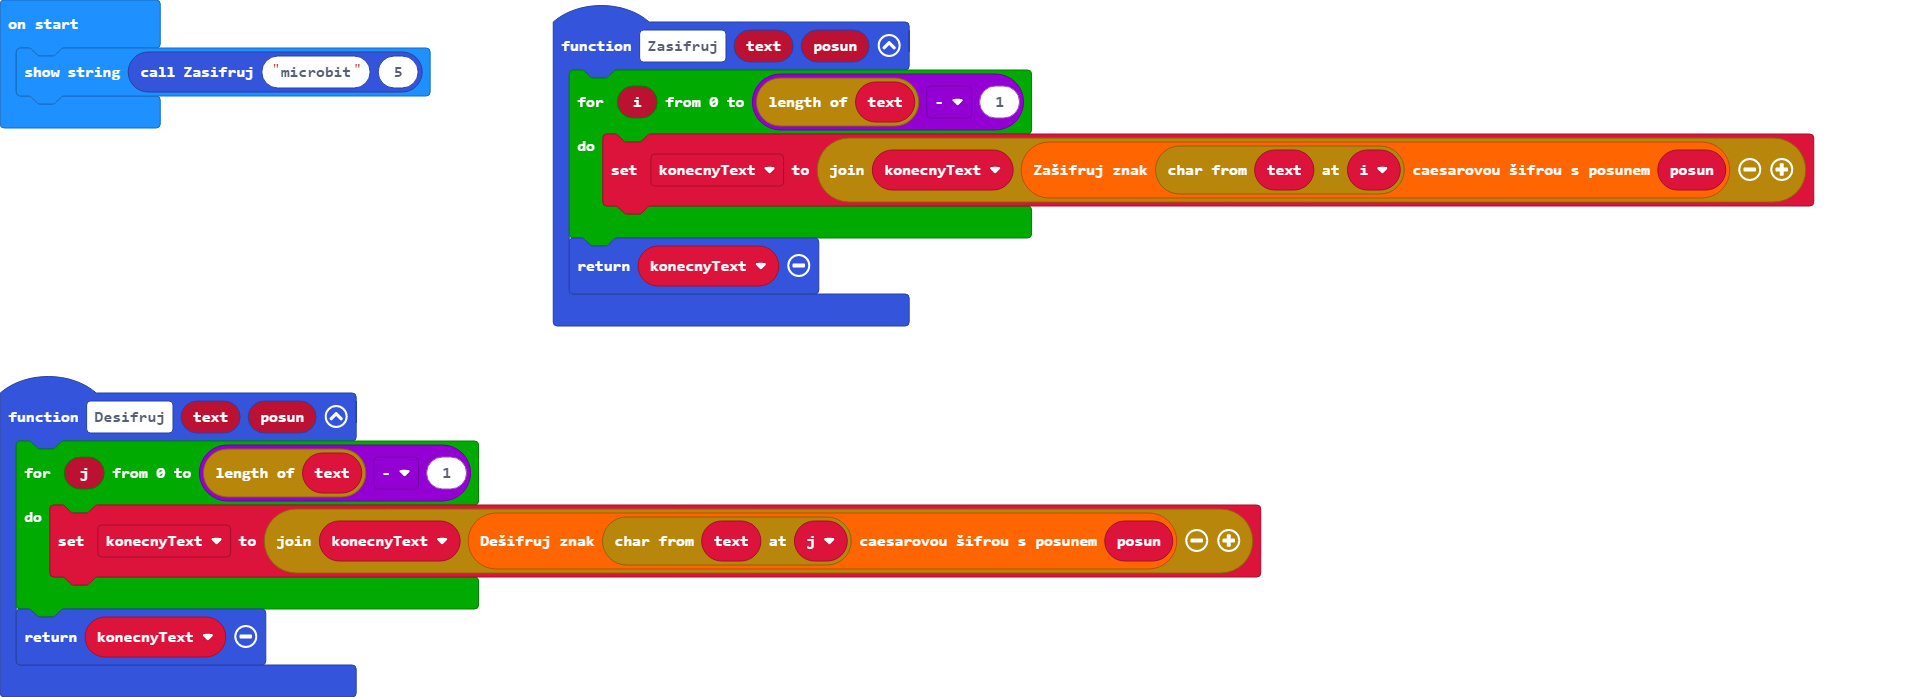 on start
show string call Zasifruj "microbit" 5
function Zasifruj text posun
for i from 0 to length of text - 1
do
set konecnyText to join konecnyText Zašifruj znak char from text at i caesarovou šifrou s posunem posun
return konecnyText
function Desifruj text posun
for j from 0 to length of text - 1
do
set konecnyText to join konecnyText Dešifruj znak char from text at j caesarovou šifrou s posunem posun
return konecnyText